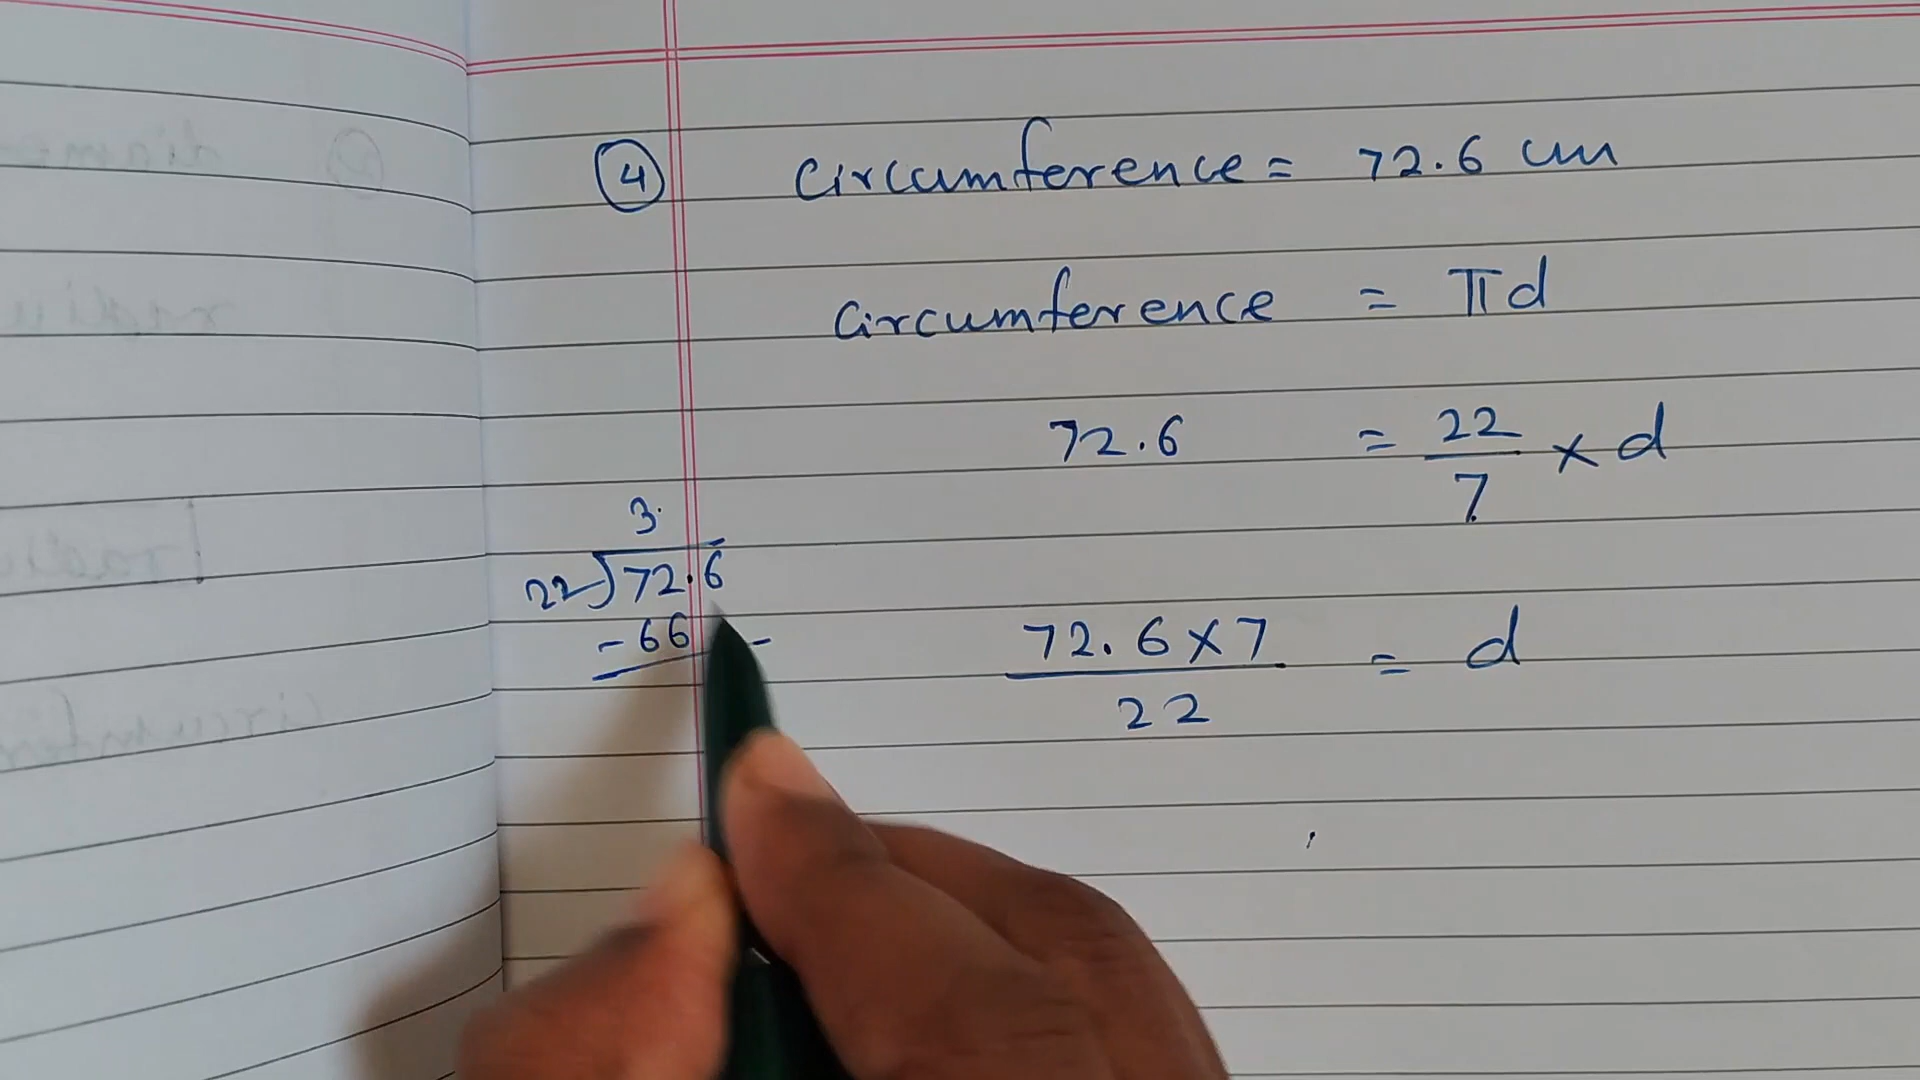 ④ Circumference = 72.6 cm
Circumference = πd
72.6 = 22/7 × d
3.
22)72.6
- 66
72.6 × 7 / 22 = d